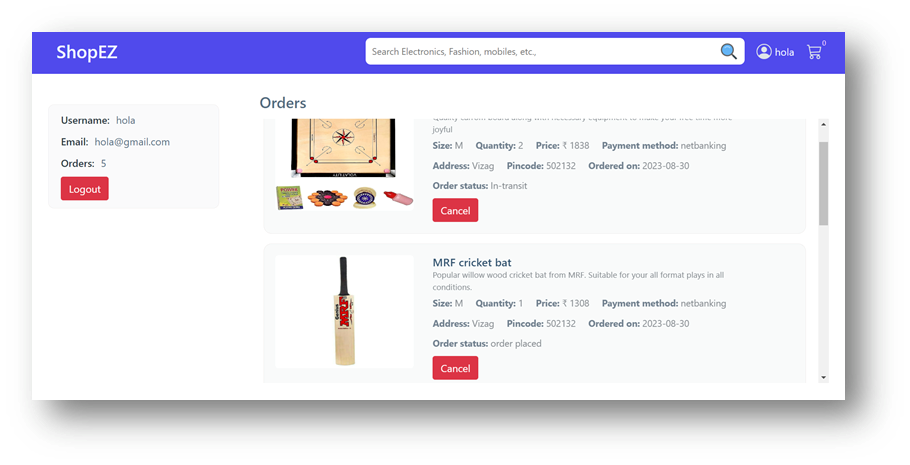 ShopEZ
Search Electronics, Fashion, mobiles, etc.,
hola
0
Username: hola
Email: hola@gmail.com
Orders: 5
Logout
Orders
joyful
Size: M Quantity: 2 Price: ₹ 1838 Payment method: netbanking
Address: Vizag Pincode: 502132 Ordered on: 2023-08-30
Order status: In-transit
Cancel
MRF cricket bat
Popular willow wood cricket bat from MRF. Suitable for your all format plays in all
conditions.
Size: M Quantity: 1 Price: ₹ 1308 Payment method: netbanking
Address: Vizag Pincode: 502132 Ordered on: 2023-08-30
Order status: order placed
Cancel
MRF